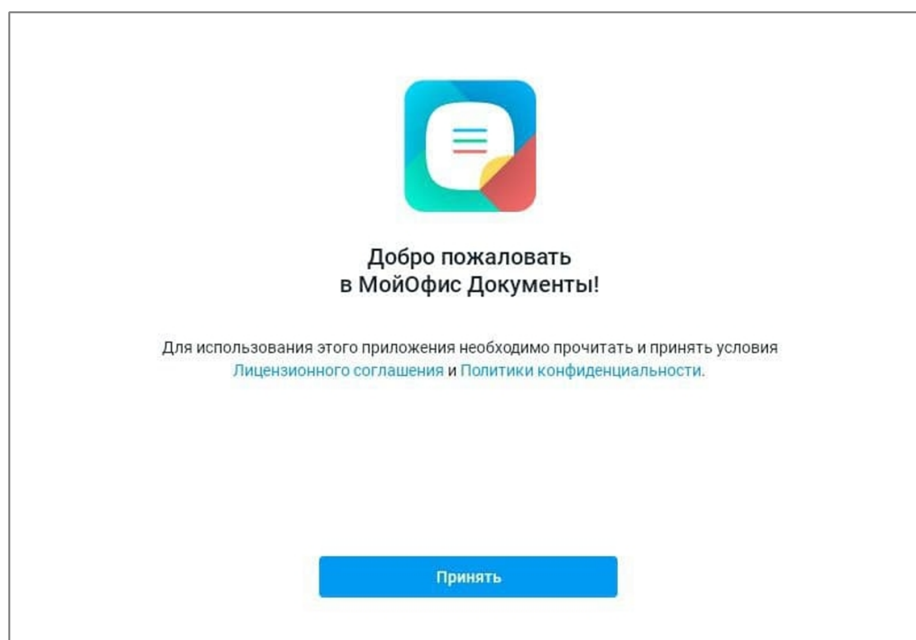 Добро пожаловать
в МойОфис Документы!
Для использования этого приложения необходимо прочитать и принять условия
Лицензионного соглашения и Политики конфиденциальности.
Принять